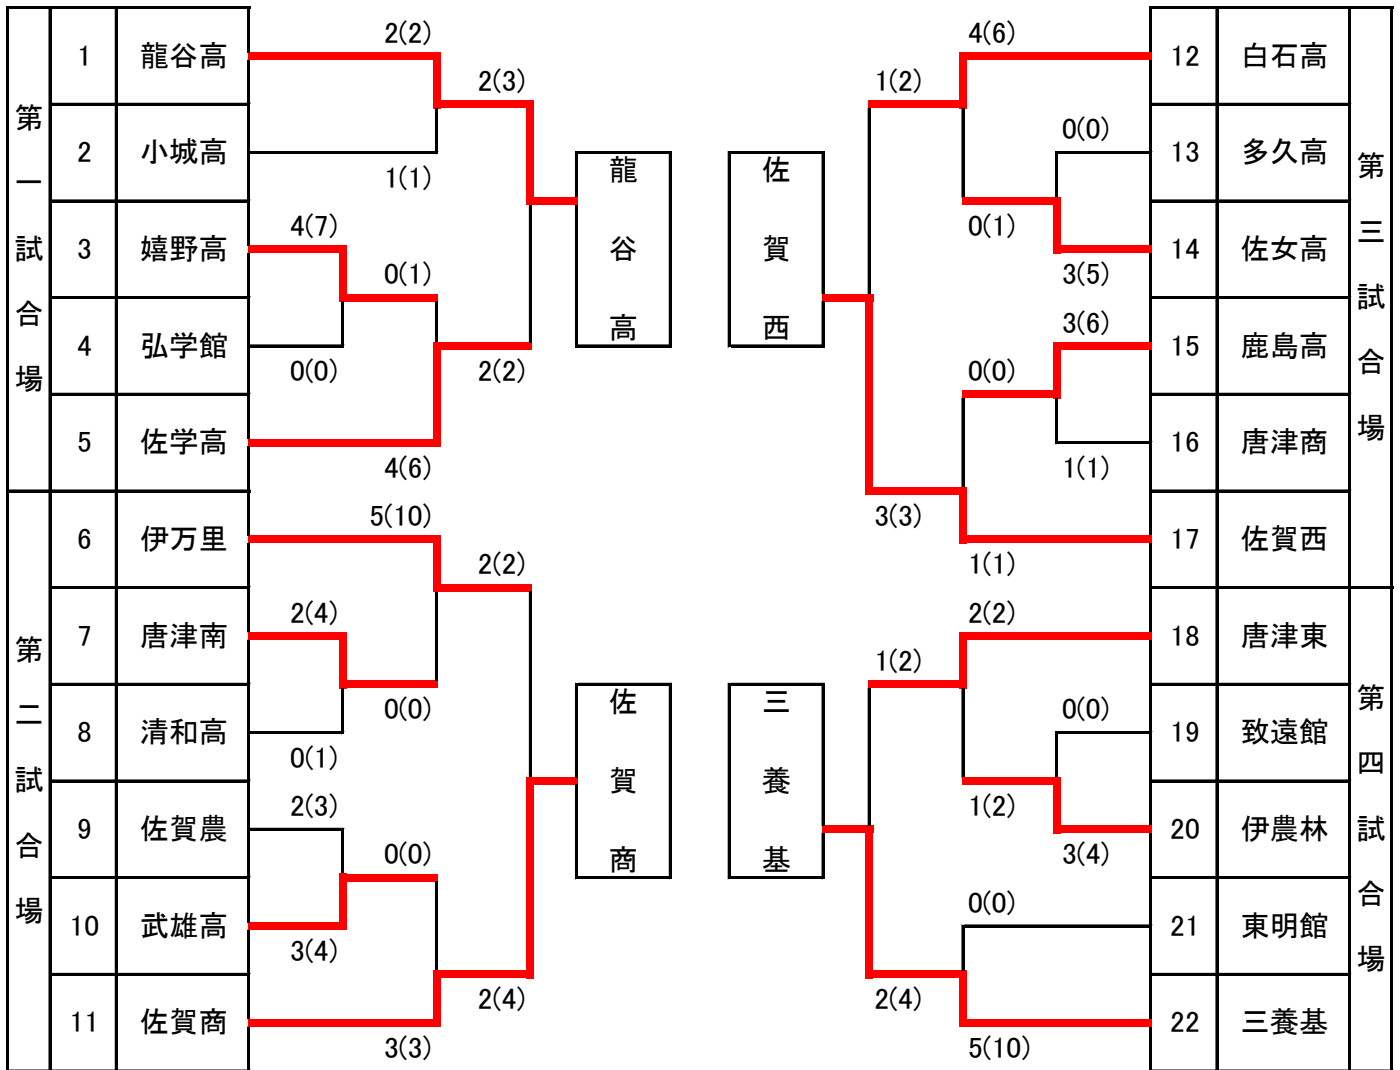 第一試合場
1 龍谷高
2 小城高
3 嬉野高
4 弘学館
5 佐学高
第二試合場
6 伊万里
7 唐津南
8 清和高
9 佐賀農
10 武雄高
11 佐賀商
2(2)
1(1)
4(7)
0(0)
0(1)
4(6)
2(3)
2(2)
5(10)
2(4)
0(1)
0(0)
2(3)
3(4)
0(0)
3(3)
2(2)
2(4)
龍谷高
佐賀商
佐賀西
三養基
1(2)
3(3)
4(6)
0(1)
0(0)
3(5)
3(6)
1(1)
0(0)
1(1)
1(2)
2(4)
2(2)
1(2)
0(0)
3(4)
0(0)
5(10)
12 白石高
13 多久高
14 佐女高
15 鹿島高
16 唐津商
17 佐賀西
第三試合場
18 唐津東
19 致遠館
20 伊農林
21 東明館
22 三養基
第四試合場